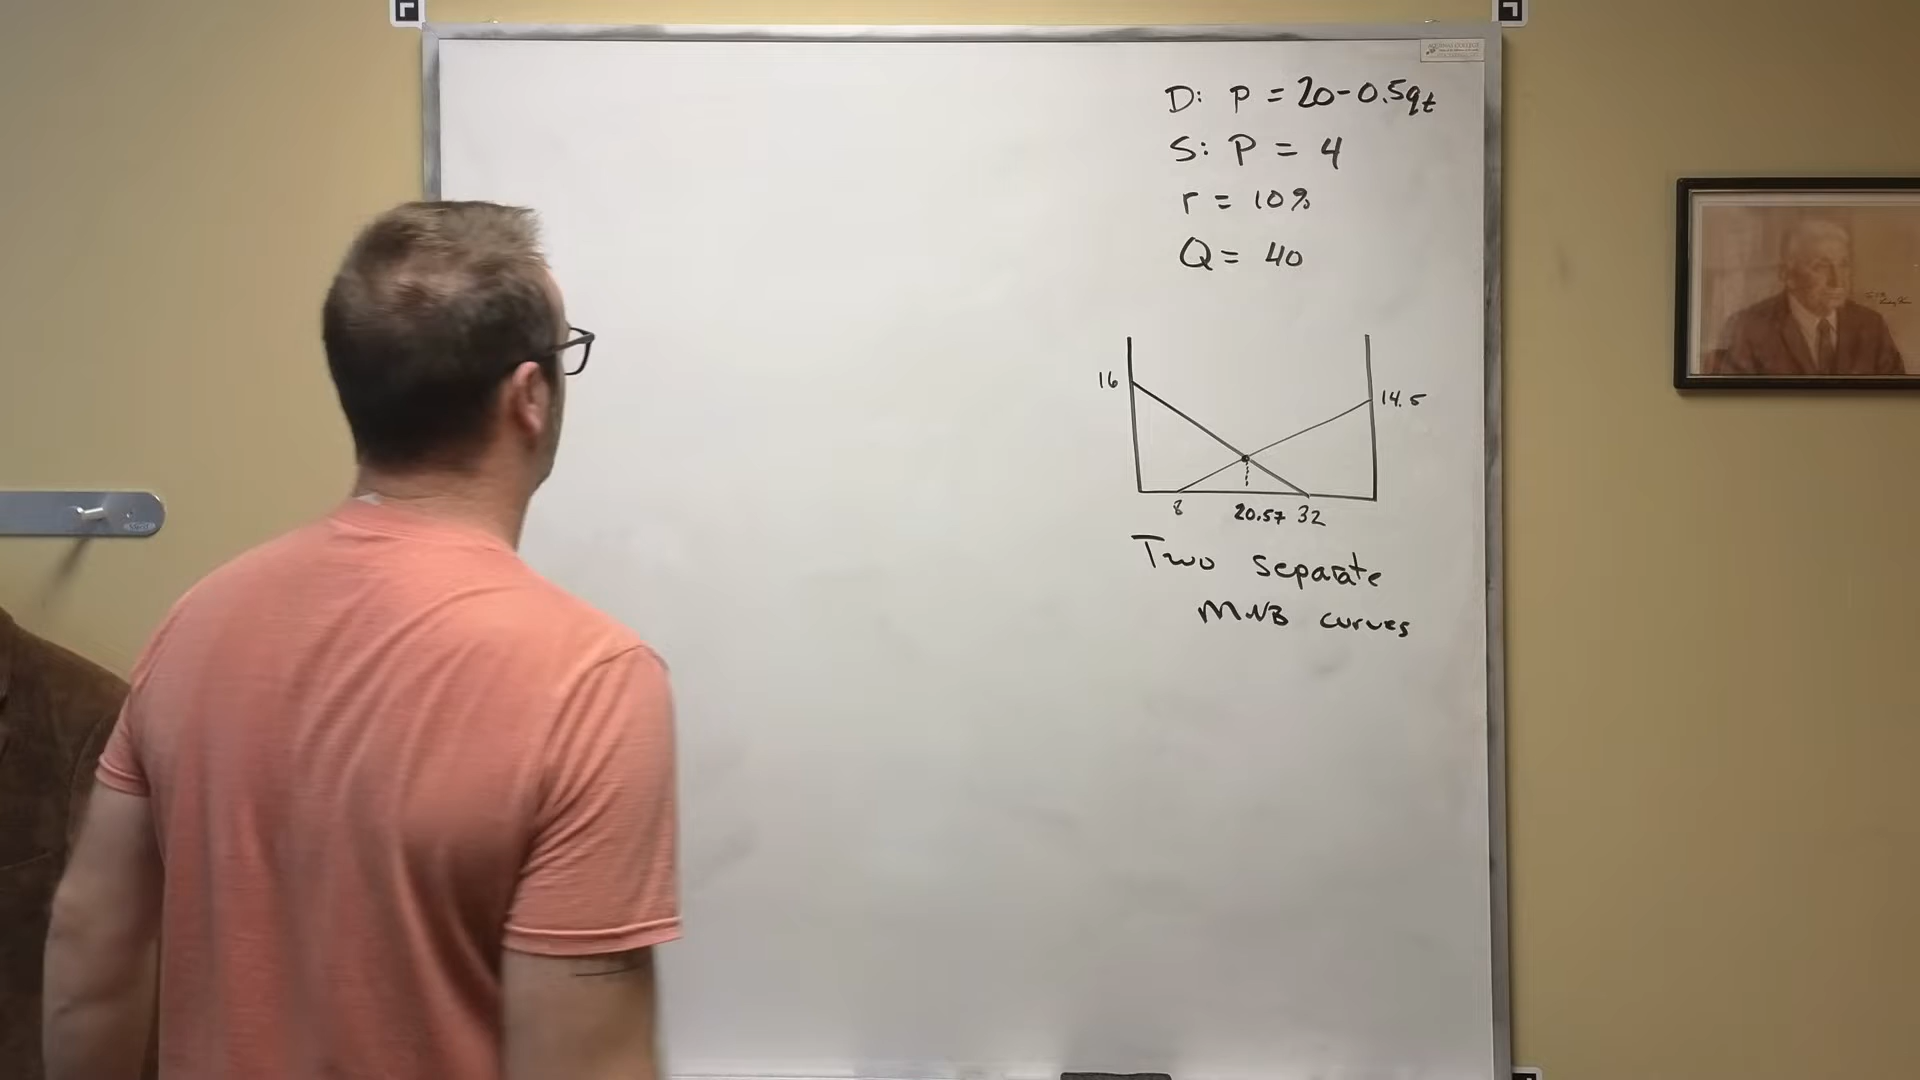 D: P = 20-0.5qt
S: P = 4
r = 10%
Q = 40
16
14.5
8 20.57 32
Two separate
MNB curves